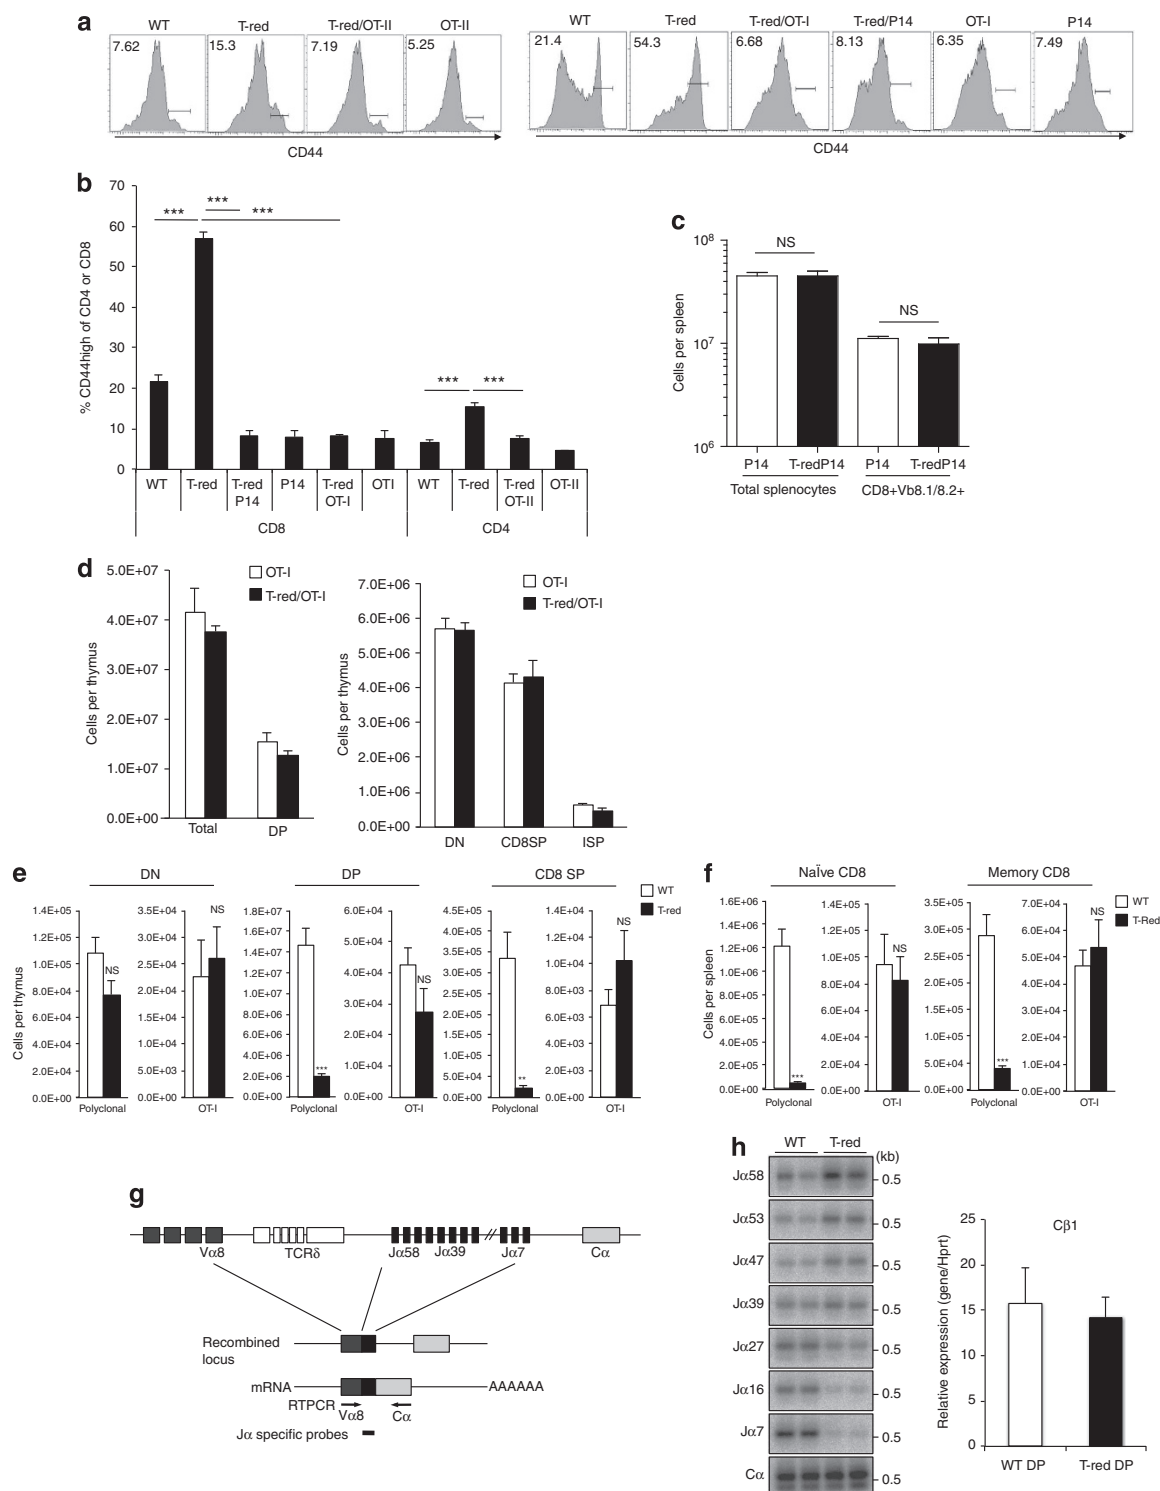 a
WT
T-red
T-red/OT-II
OT-II
7.62
15.3
7.19
5.25
CD44
WT
T-red
T-red/OT-I
T-red/P14
OT-I
P14
21.4
54.3
6.68
8.13
6.35
7.49
CD44
b
% CD44high of CD4 or CD8
70
60
50
40
30
20
10
0
***
***
***
***
***
WT
T-red
T-red P14
P14
T-red OT-I
OTI
WT
T-red
T-red OT-II
OT-II
CD8
CD4
c
Cells per spleen
10^8
10^7
10^6
NS
NS
P14
T-redP14
P14
T-redP14
Total splenocytes
CD8+Vb8.1/8.2+
d
Cells per thymus
5.0E+07
4.0E+07
3.0E+07
2.0E+07
1.0E+07
0.0E+00
OT-I
T-red/OT-I
Total
DP
Cells per thymus
7.0E+06
6.0E+06
5.0E+06
4.0E+06
3.0E+06
2.0E+06
1.0E+06
0.0E+00
OT-I
T-red/OT-I
DN
CD8SP
ISP
e
DN
DP
CD8 SP
WT
T-red
Cells per thymus
1.4E+05
1.2E+05
1.0E+05
8.0E+04
6.0E+04
4.0E+04
2.0E+04
0.0E+00
NS
Polyclonal
3.5E+04
3.0E+04
2.5E+04
2.0E+04
1.5E+04
1.0E+04
5.0E+03
0.0E+00
NS
OT-I
1.8E+07
1.6E+07
1.4E+07
1.2E+07
1.0E+07
8.0E+06
6.0E+06
4.0E+06
2.0E+06
0.0E+00
***
Polyclonal
6.0E+04
5.0E+04
4.0E+04
3.0E+04
2.0E+04
1.0E+04
0.0E+00
NS
OT-I
4.5E+05
4.0E+05
3.5E+05
3.0E+05
2.5E+05
2.0E+05
1.5E+05
1.0E+05
5.0E+04
0.0E+00
**
Polyclonal
1.4E+04
1.2E+04
1.0E+04
8.0E+03
6.0E+03
4.0E+03
2.0E+03
0.0E+00
NS
OT-I
f
NaÏve CD8
Memory CD8
WT
T-Red
Cells per spleen
1.6E+06
1.4E+06
1.2E+06
1.0E+06
8.0E+05
6.0E+05
4.0E+05
2.0E+05
0.0E+00
***
Polyclonal
1.4E+05
1.2E+05
1.0E+05
8.0E+04
6.0E+04
4.0E+04
2.0E+04
0.0E+00
NS
OT-I
3.5E+05
3.0E+05
2.5E+05
2.0E+05
1.5E+05
1.0E+05
5.0E+04
0.0E+00
***
Polyclonal
7.0E+04
6.0E+04
5.0E+04
4.0E+04
3.0E+04
2.0E+04
1.0E+04
0.0E+00
NS
OT-I
g
Vα8
TCRδ
Jα58
Jα39
Jα7
Cα
Recombined
locus
mRNA
AAAAAA
RTPCR
Vα8
Cα
Jα specific probes
h
WT
T-red
(kb)
Jα58
0.5
Jα53
0.5
Jα47
0.5
Jα39
0.5
Jα27
0.5
Jα16
0.5
Jα7
0.5
Cα
0.5
Cβ1
Relative expression (gene/Hprt)
25
20
15
10
5
0
WT DP
T-red DP